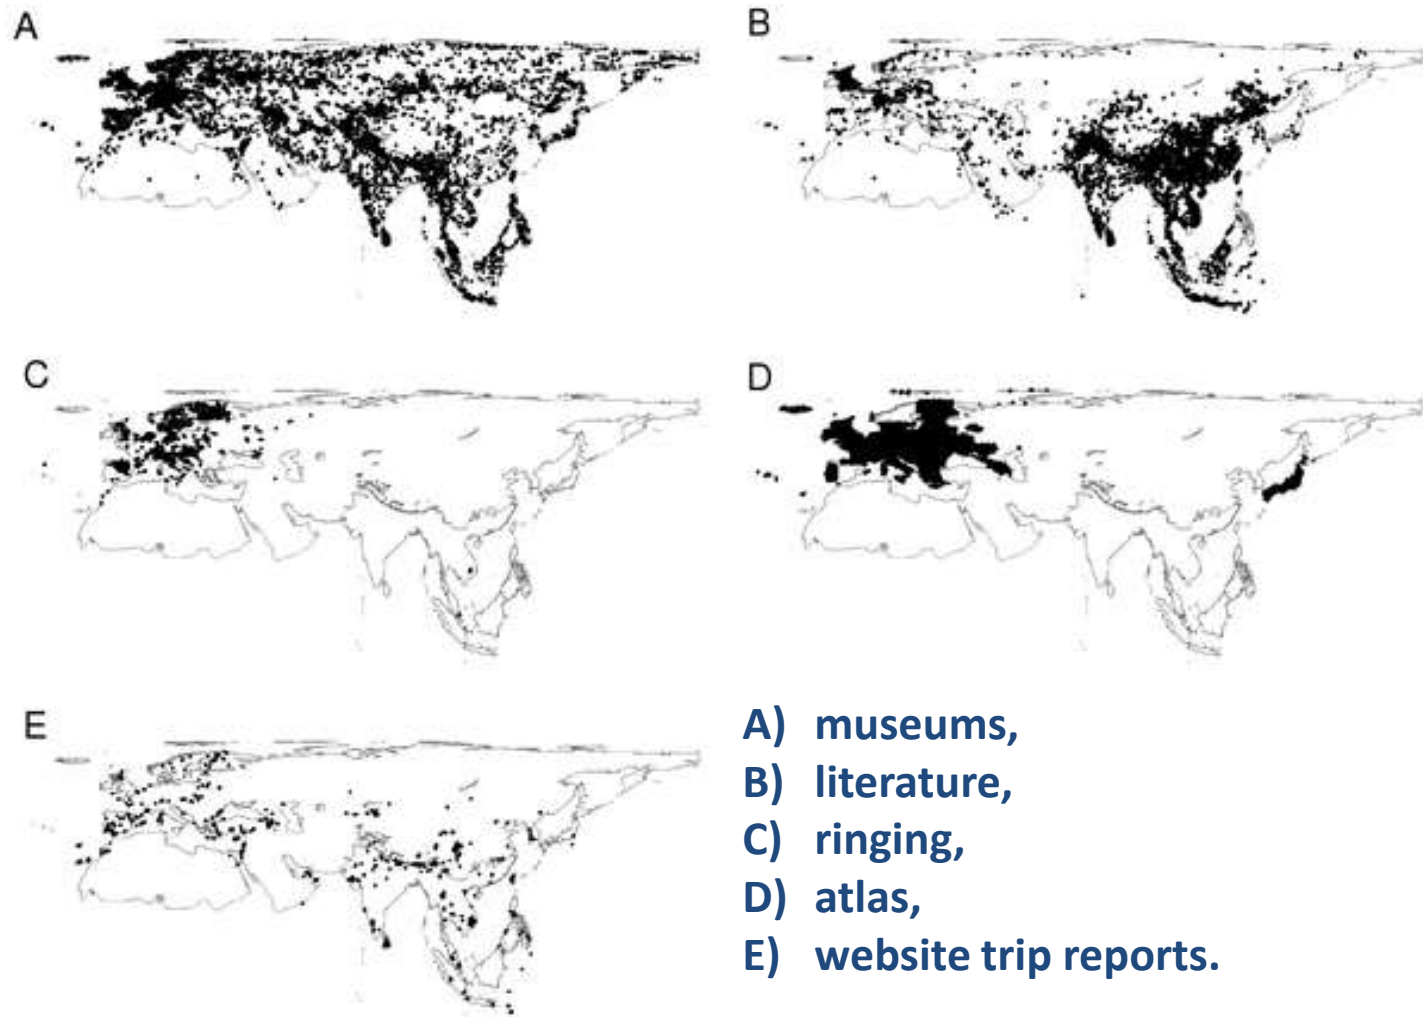 A
B
C
D
E
A) museums,
B) literature,
C) ringing,
D) atlas,
E) website trip reports.